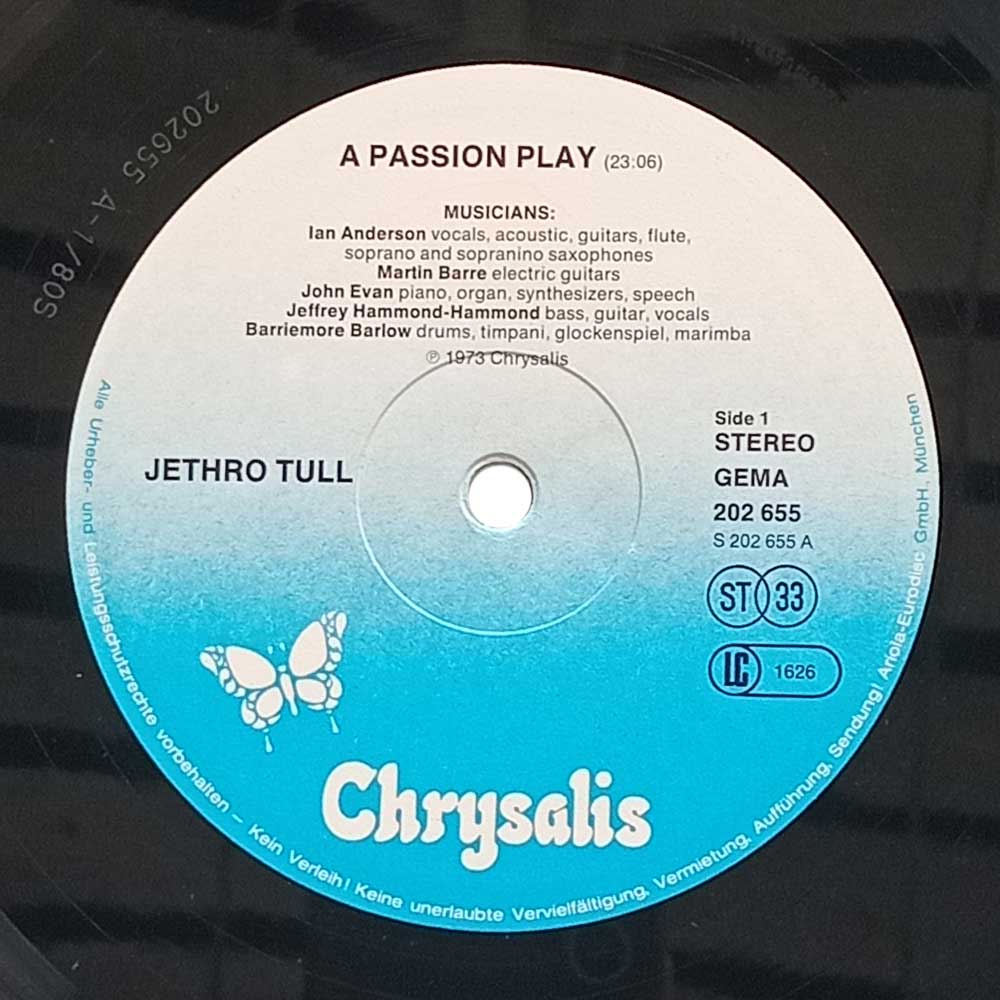 A PASSION PLAY (23:06)
MUSICIANS:
Ian Anderson vocals, acoustic, guitars, flute,
soprano and sopranino saxophones
Martin Barre electric guitars
John Evan piano, organ, synthesizers, speech
Jeffrey Hammond-Hammond bass, guitar, vocals
Barriemore Barlow drums, timpani, glockenspiel, marimba
℗ 1973 Chrysalis
JETHRO TULL
Side 1
STEREO
GEMA
202 655
S 202 655 A
ST 33
LC 1626
Chrysalis
Alle Urheber- und Leistungsschutzrechte vorbehalten – Kein Verleih! Keine unerlaubte Vervielfältigung, Vermietung, Aufführung, Sendung! Ariola-Eurodisc GmbH., München
202655 A-1/80S